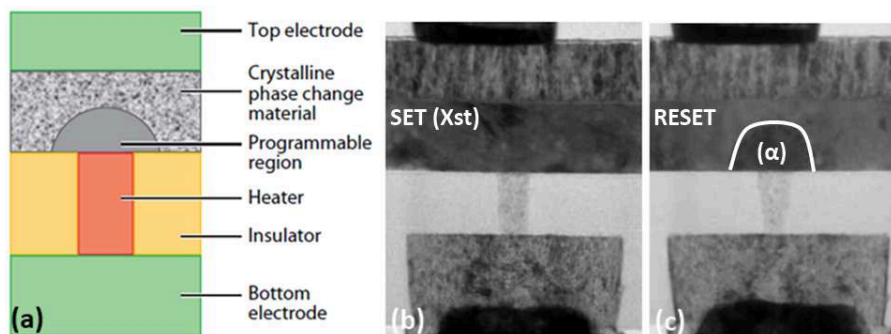 Top electrode
Crystalline
phase change
material
Programmable
region
Heater
Insulator
Bottom
electrode
(a)
SET (Xst)
(b)
RESET
(α)
(c)